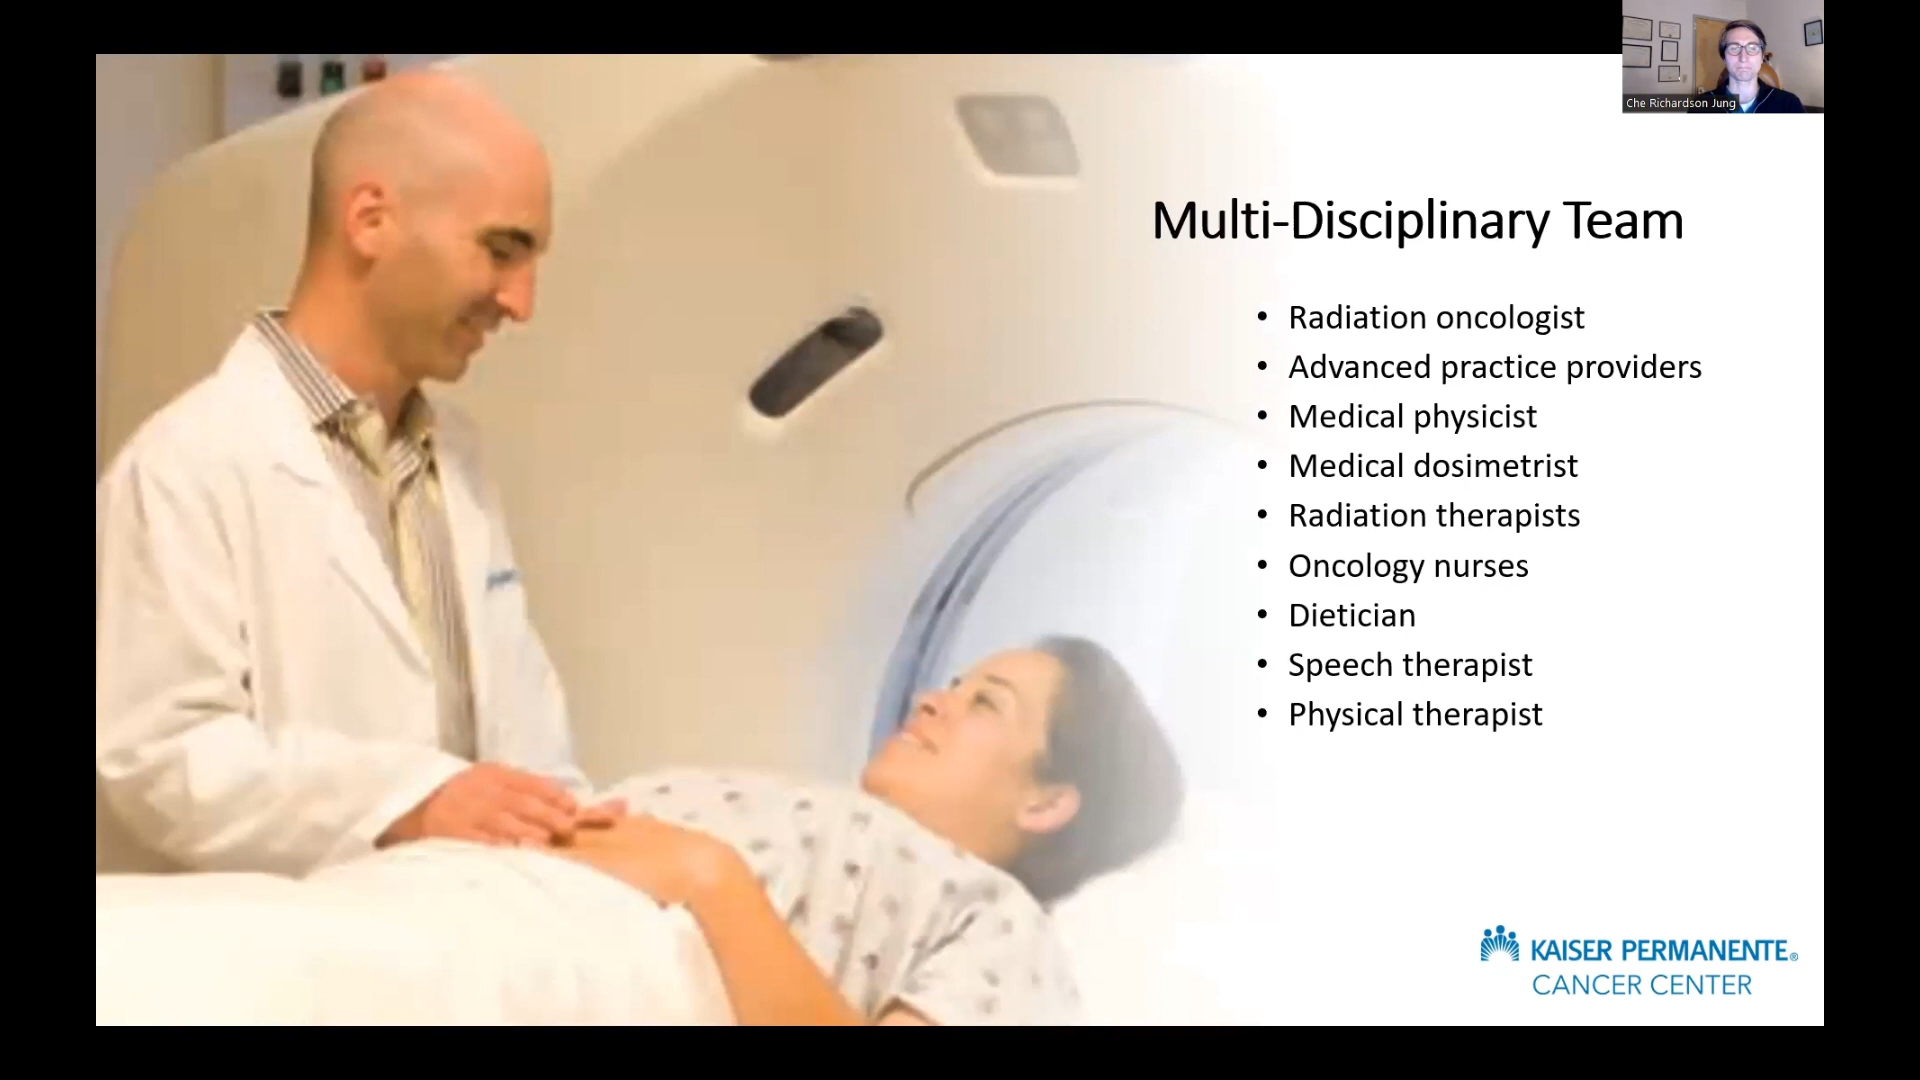 Che Richardson Jung
Multi-Disciplinary Team
• Radiation oncologist
• Advanced practice providers
• Medical physicist
• Medical dosimetrist
• Radiation therapists
• Oncology nurses
• Dietician
• Speech therapist
• Physical therapist
KAISER PERMANENTE®
CANCER CENTER